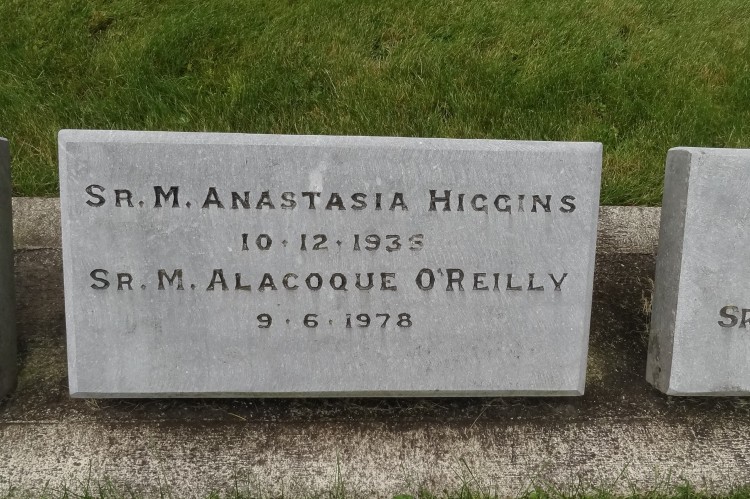 SR. M. ANASTASIA HIGGINS
10 · 12 · 1935
SR. M. ALACOQUE O'REILLY
9 · 6 · 1978